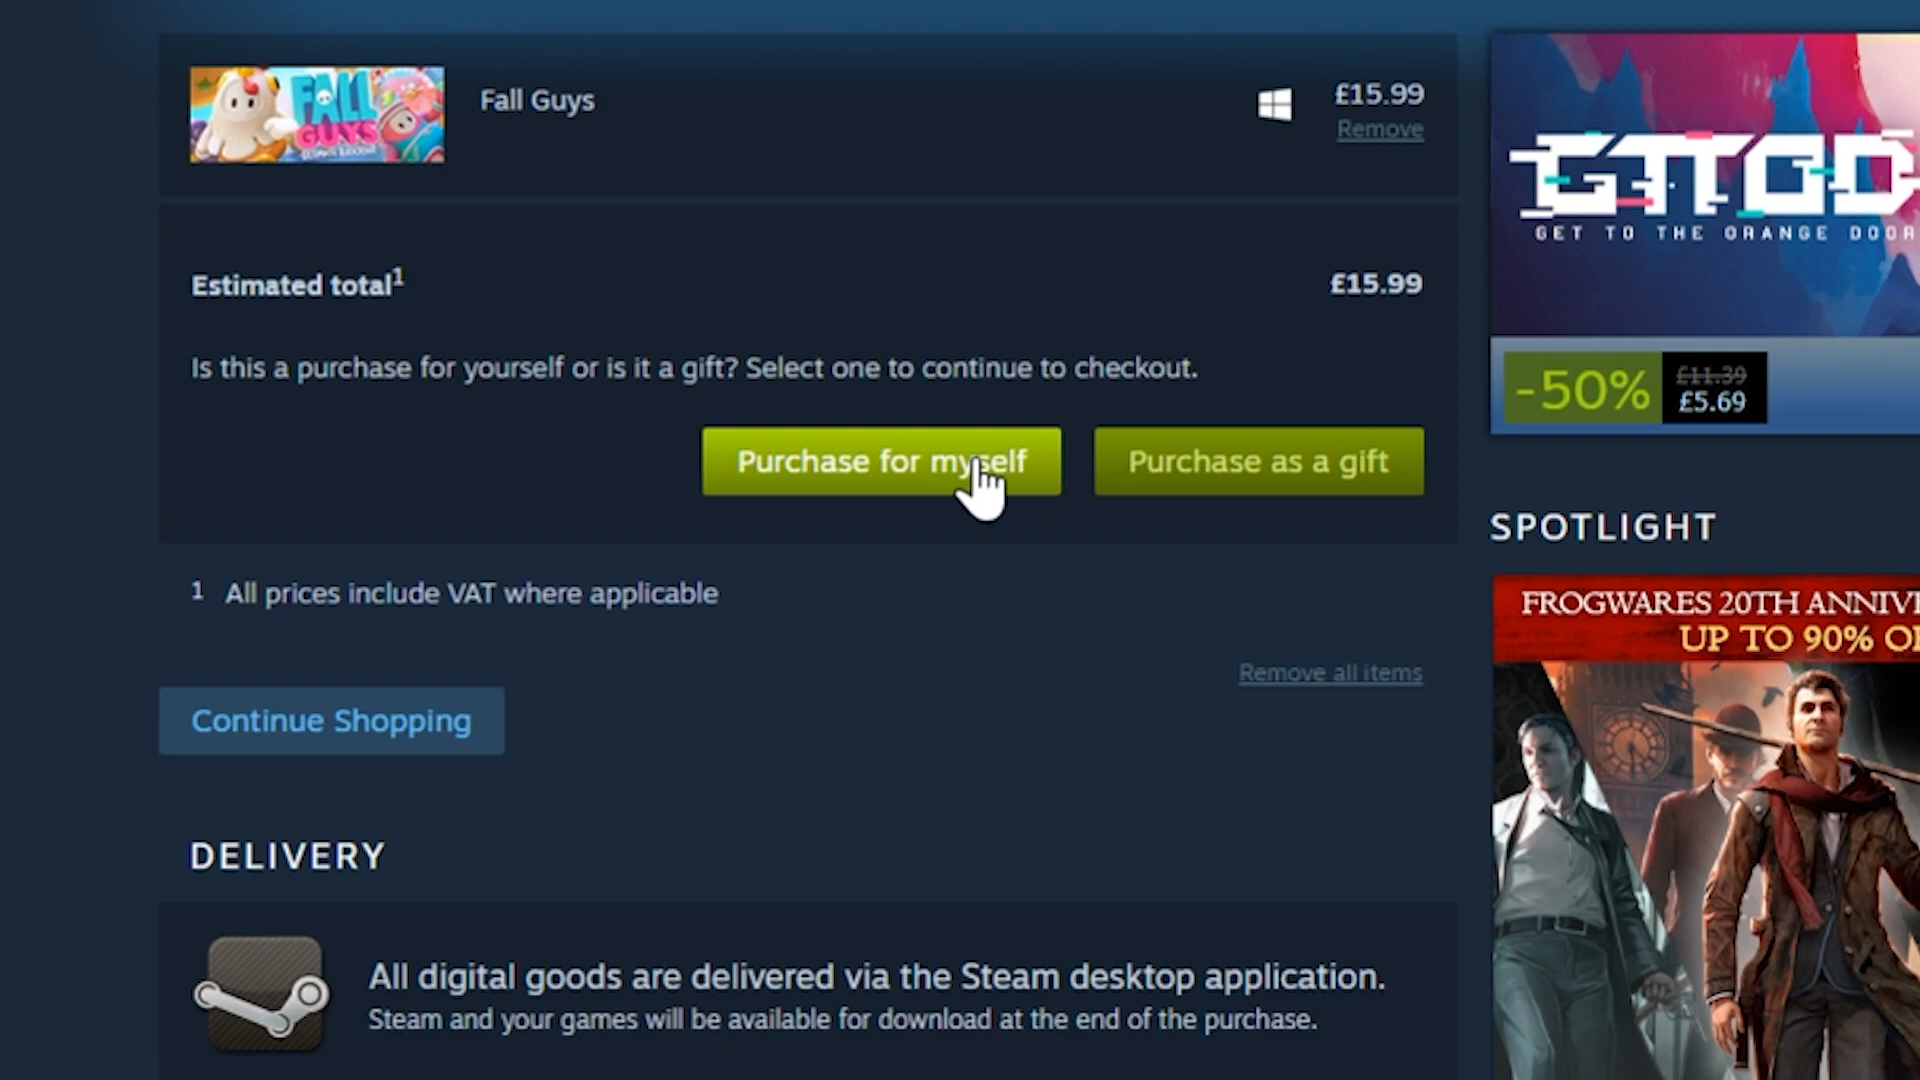 FALL GUYS
Fall Guys
£15.99
Remove
Estimated total¹
£15.99
Is this a purchase for yourself or is it a gift? Select one to continue to checkout.
Purchase for myself
Purchase as a gift
1 All prices include VAT where applicable
Remove all items
Continue Shopping
DELIVERY
All digital goods are delivered via the Steam desktop application.
Steam and your games will be available for download at the end of the purchase.
GTTOD
GET TO THE ORANGE DOOR
-50%
£11.39
£5.69
SPOTLIGHT
FROGWARES 20TH
UP TO 90%